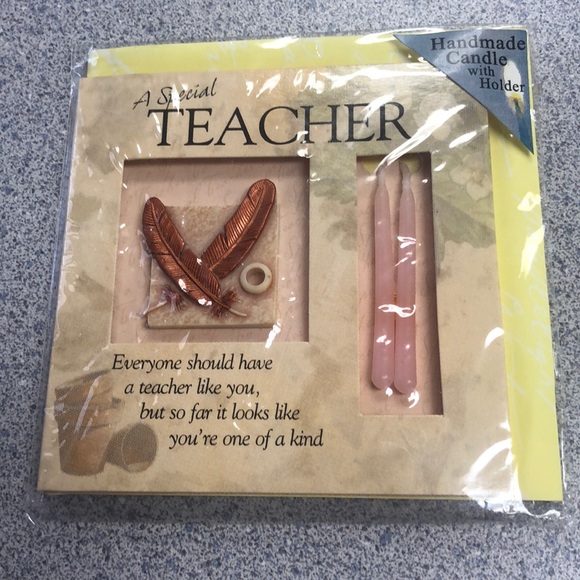 Handmade
Candle
with
Holder
A Special
TEACHER
Everyone should have
a teacher like you,
but so far it looks like
you're one of a kind